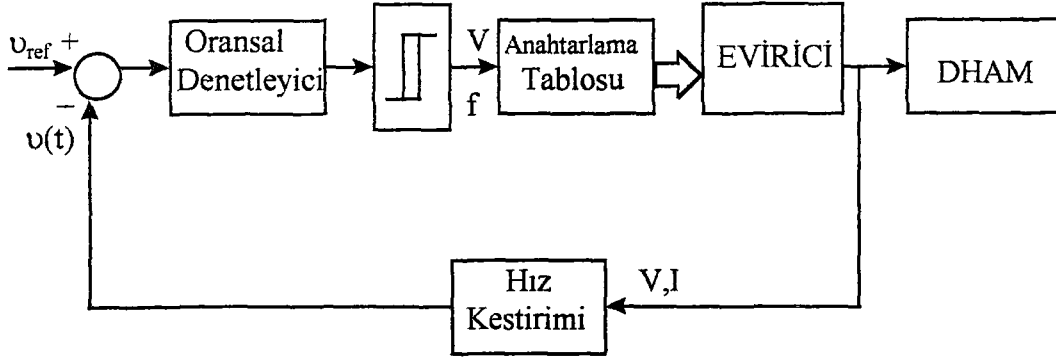 υref +
−
υ(t)
Oransal
Denetleyici
V
f
Anahtarlama
Tablosu
EVİRİCİ
DHAM
Hız
Kestirimi
V,I